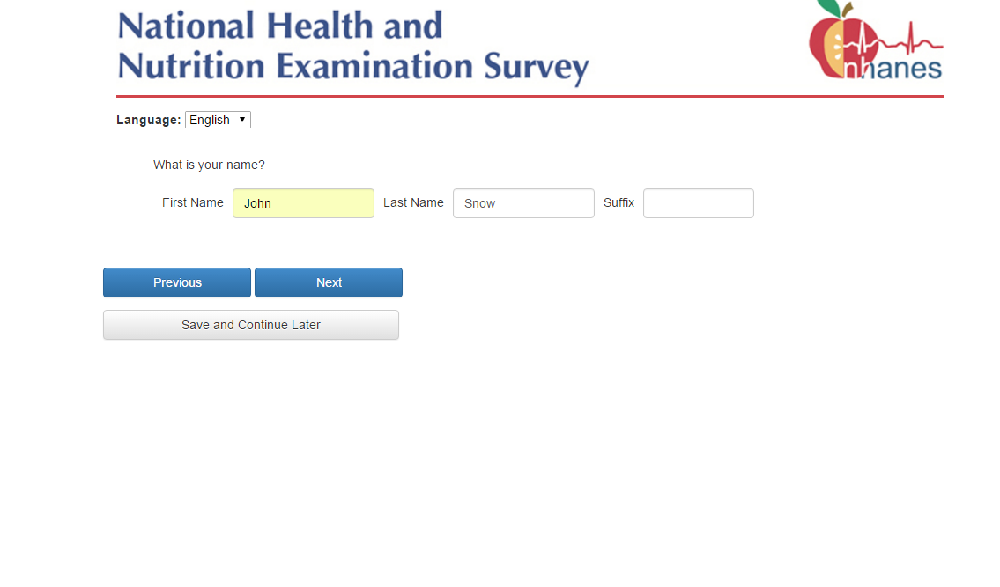 National Health and
Nutrition Examination Survey
nhanes
Language: English
What is your name?
First Name John Last Name Snow Suffix
Previous Next
Save and Continue Later